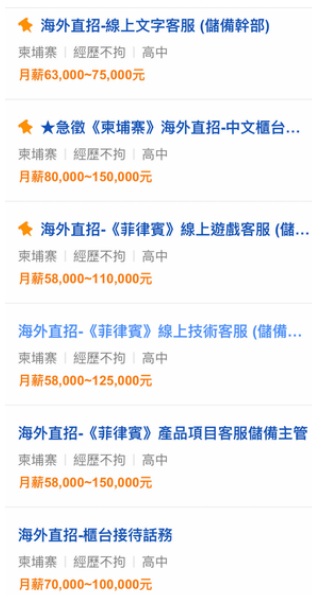 海外直招-線上文字客服 (儲備幹部)
柬埔寨 | 經歷不拘 | 高中
月薪63,000~75,000元
★急徵《柬埔寨》海外直招-中文櫃台...
柬埔寨 | 經歷不拘 | 高中
月薪80,000~150,000元
海外直招-《菲律賓》線上遊戲客服 (儲...
柬埔寨 | 經歷不拘 | 高中
月薪58,000~110,000元
海外直招-《菲律賓》線上技術客服 (儲備...
柬埔寨 | 經歷不拘 | 高中
月薪58,000~125,000元
海外直招-《菲律賓》產品項目客服儲備主管
柬埔寨 | 經歷不拘 | 高中
月薪58,000~150,000元
海外直招-櫃台接待話務
柬埔寨 | 經歷不拘 | 高中
月薪70,000~100,000元